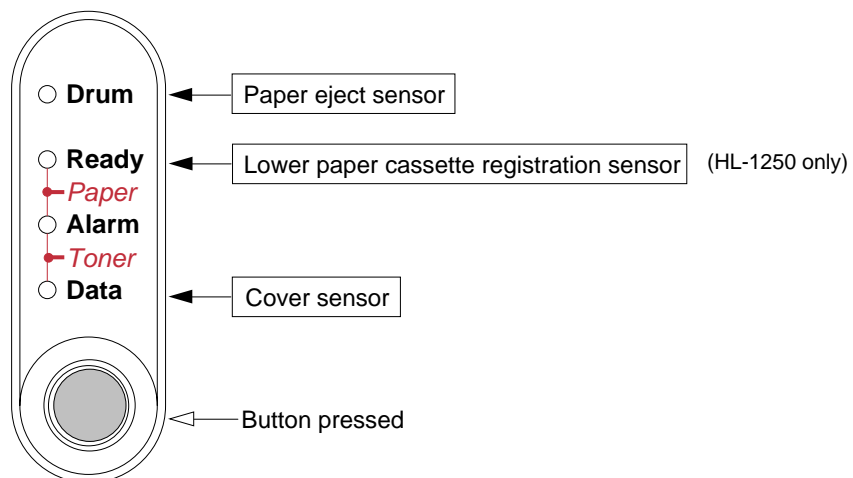 Drum
Paper eject sensor
Ready
Lower paper cassette registration sensor
(HL-1250 only)
Paper
Alarm
Toner
Data
Cover sensor
Button pressed